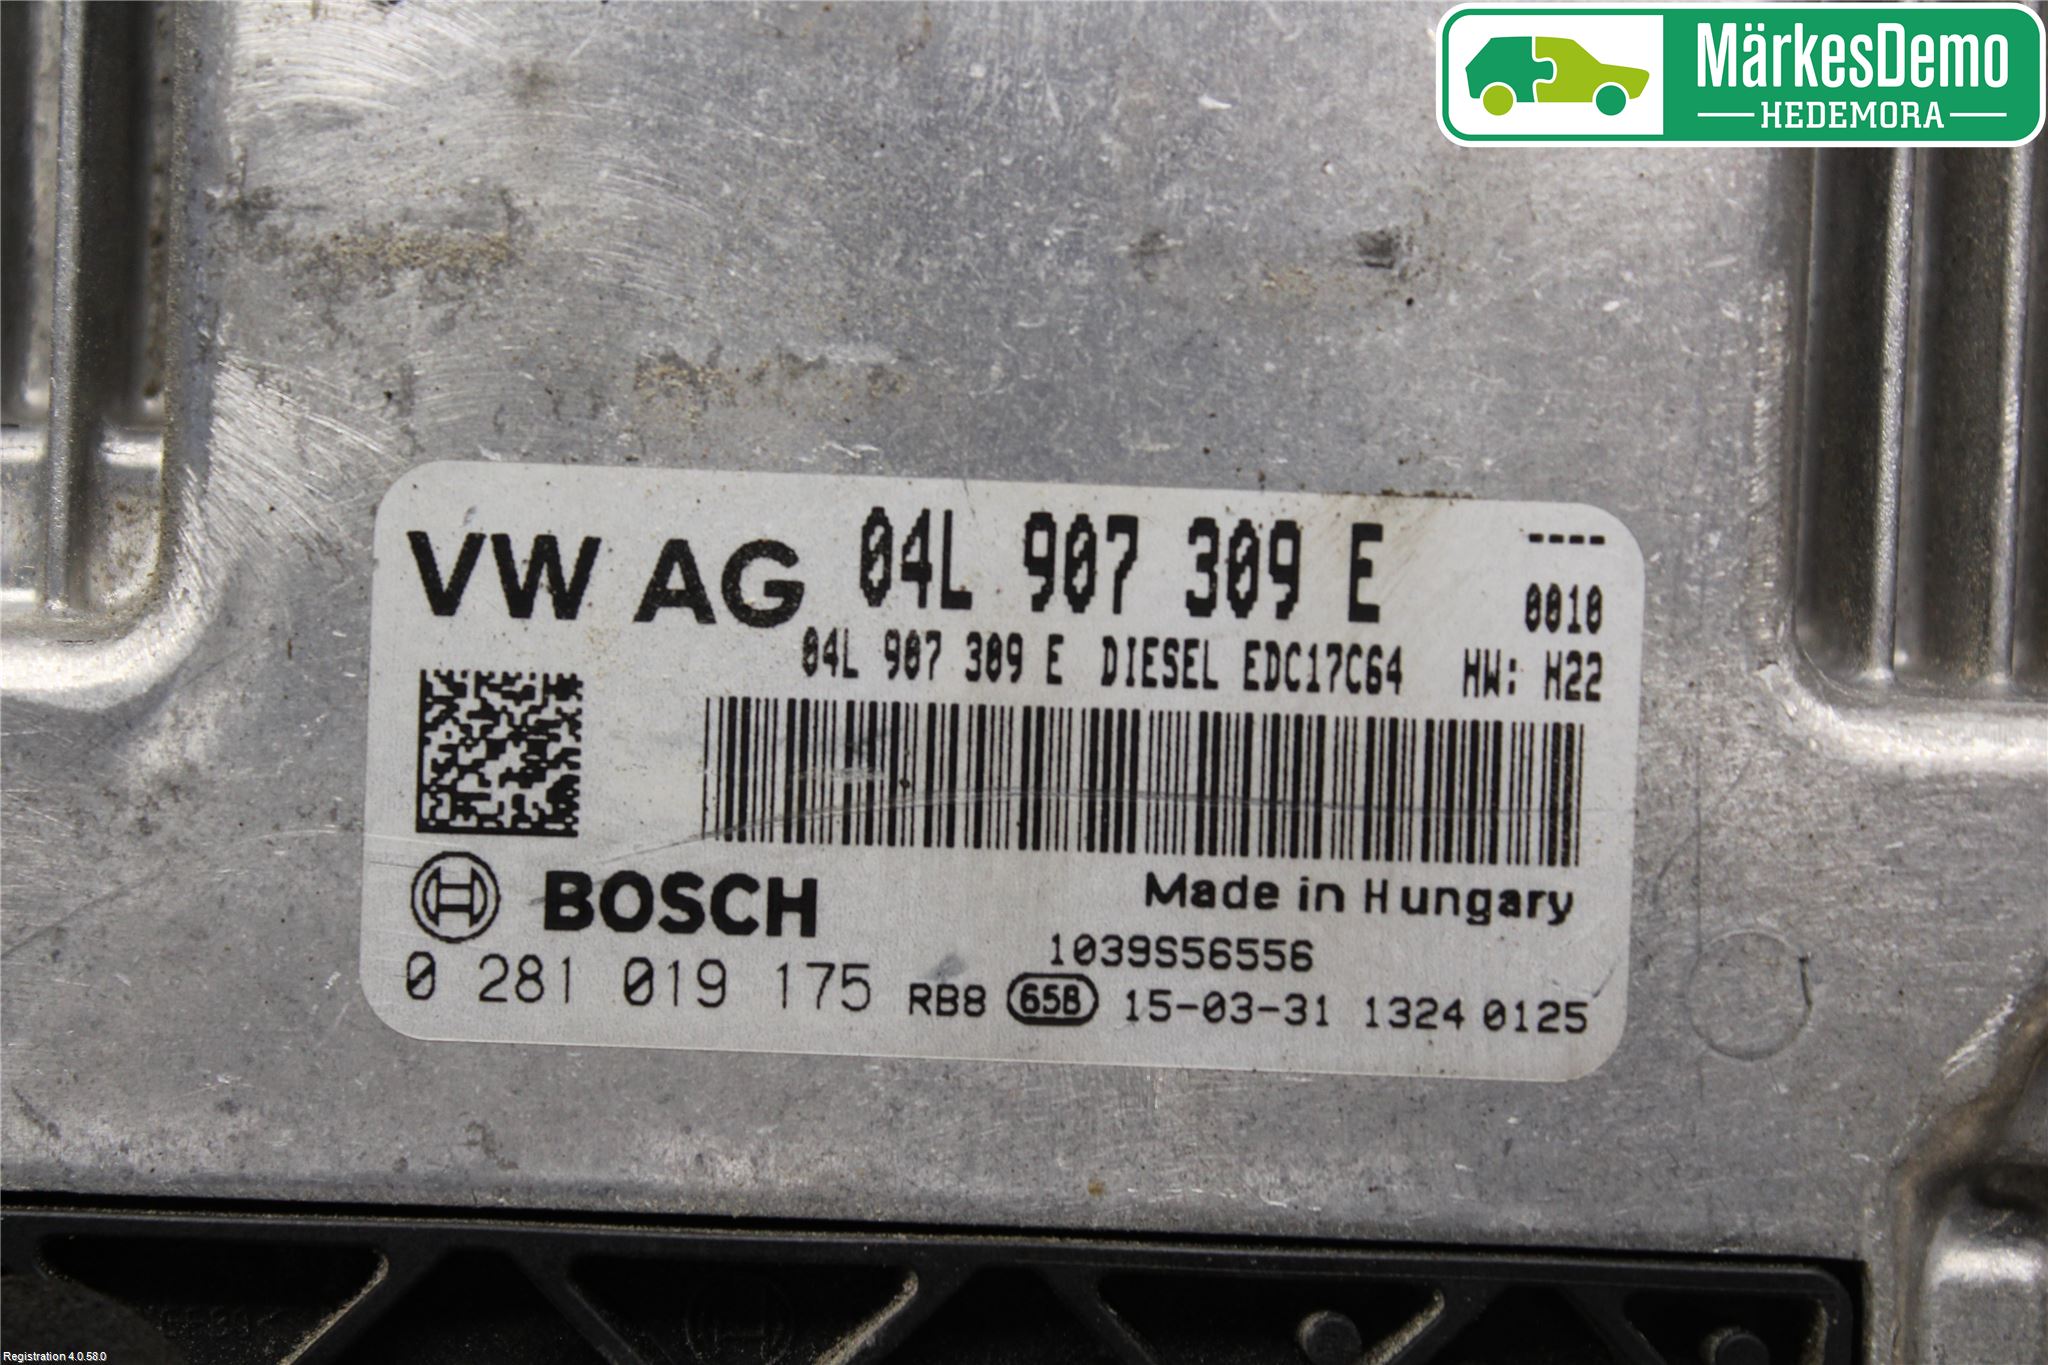 MärkesDemo
HEDEMORA
VW AG 04L 907 309 E ----
0010
04L 907 309 E DIESEL EDC17C64 HW: H22
BOSCH
Made in Hungary
1039S56556
0 281 019 175 RB8 65B 15-03-31 1324 0125
Registration 4.0.58.0